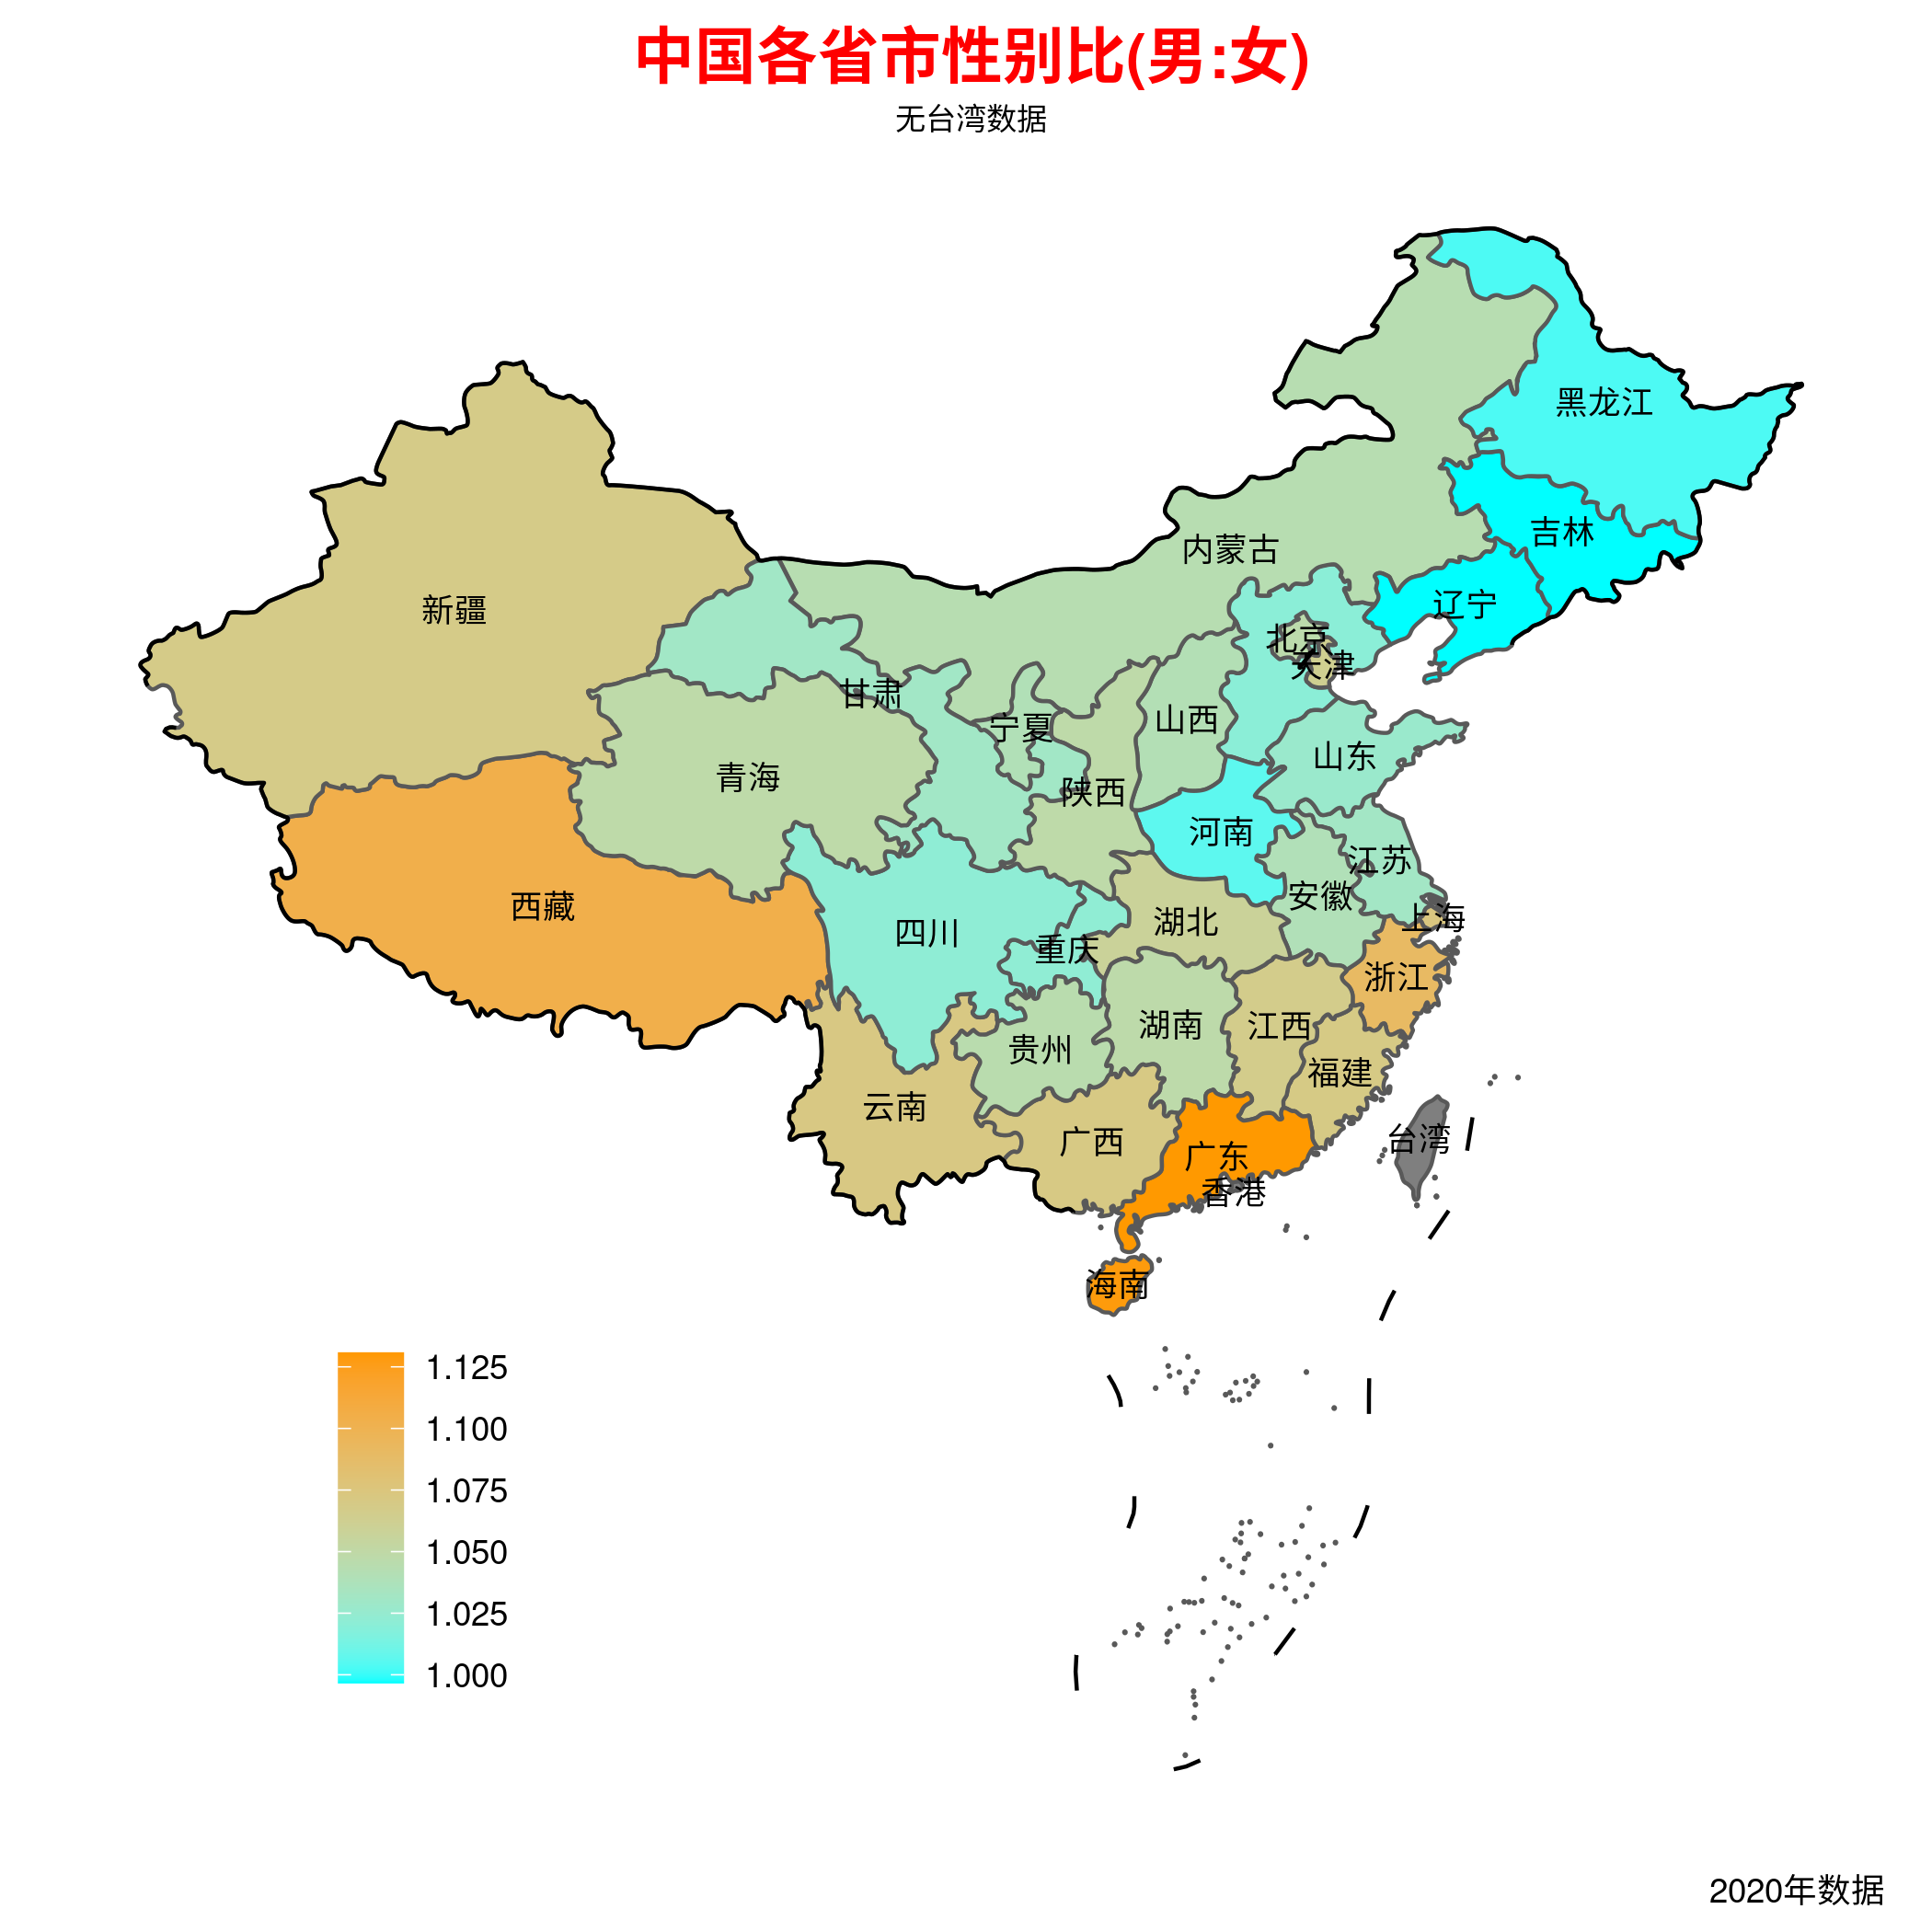 中国各省市性别比(男:女)
无台湾数据
黑龙江
吉林
内蒙古
辽宁
新疆
北京
天津
甘肃
宁夏
山西
山东
青海
陕西
河南
江苏
安徽
西藏
四川
湖北
上海
重庆
浙江
湖南
江西
贵州
福建
云南
广西
台湾
广东
香港
海南
1.125
1.100
1.075
1.050
1.025
1.000
2020年数据